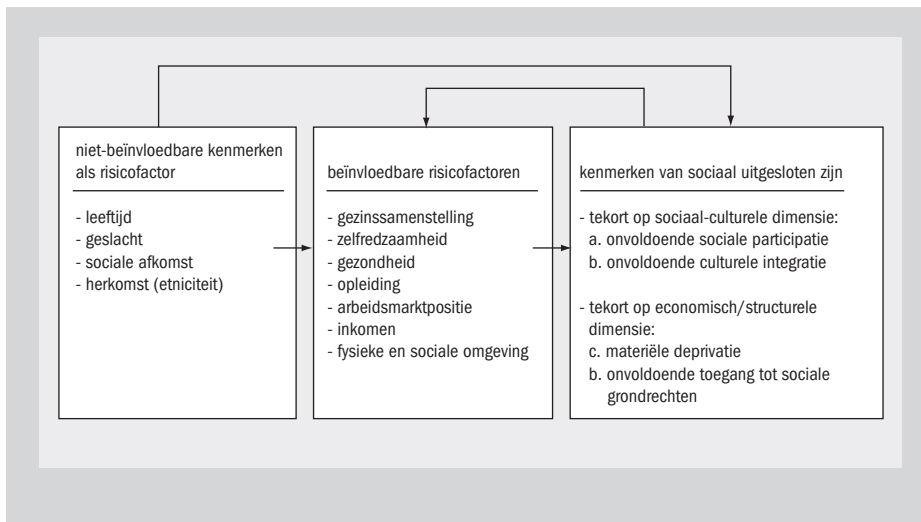 niet-beïnvloedbare kenmerken
als risicofactor
- leeftijd
- geslacht
- sociale afkomst
- herkomst (etniciteit)
beïnvloedbare risicofactoren
- gezinssamenstelling
- zelfredzaamheid
- gezondheid
- opleiding
- arbeidsmarktpositie
- inkomen
- fysieke en sociale omgeving
kenmerken van sociaal uitgesloten zijn
- tekort op sociaal-culturele dimensie:
a. onvoldoende sociale participatie
b. onvoldoende culturele integratie
- tekort op economisch/structurele
dimensie:
c. materiële deprivatie
b. onvoldoende toegang tot sociale
grondrechten